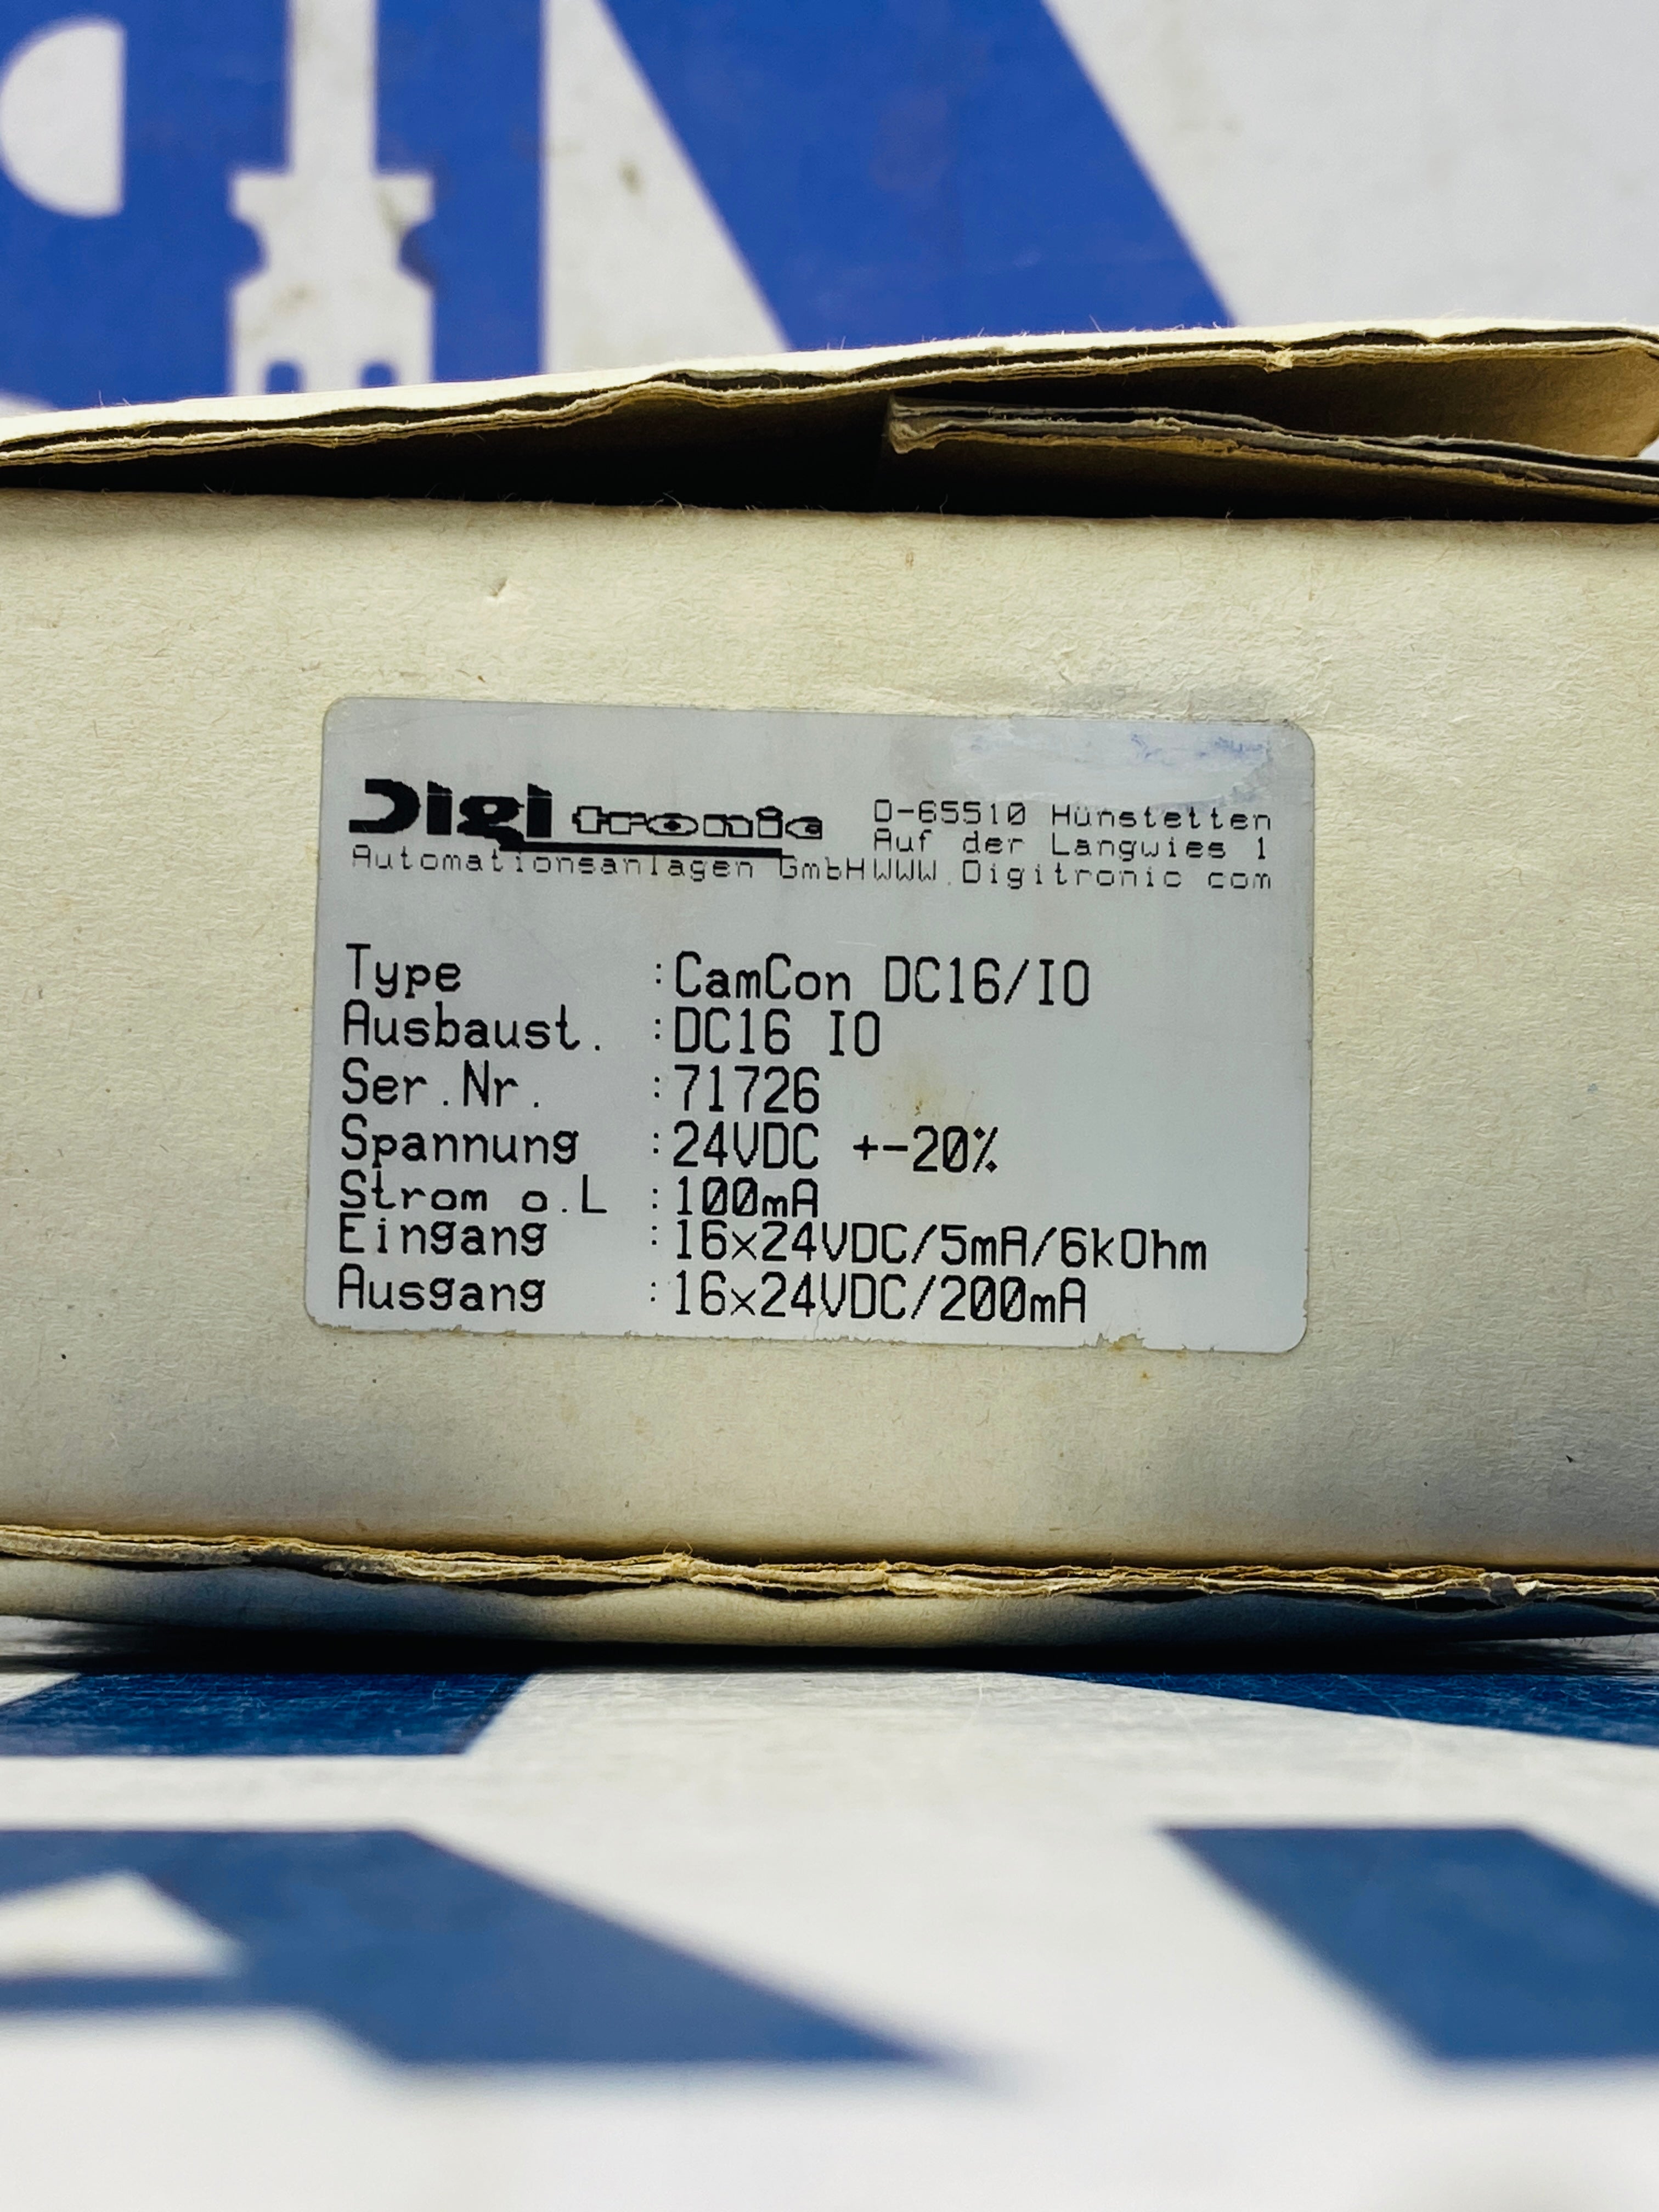 Digitronic
D-65510 Hünstetten
Auf der Langwies 1
Automationsanlagen GmbH WWW.Digitronic.com
Type :CamCon DC16/IO
Ausbaust. :DC16 IO
Ser.Nr. :71726
Spannung :24VDC +-20%
Strom o.L :100mA
Eingang :16x24VDC/5mA/6kOhm
Ausgang :16x24VDC/200mA